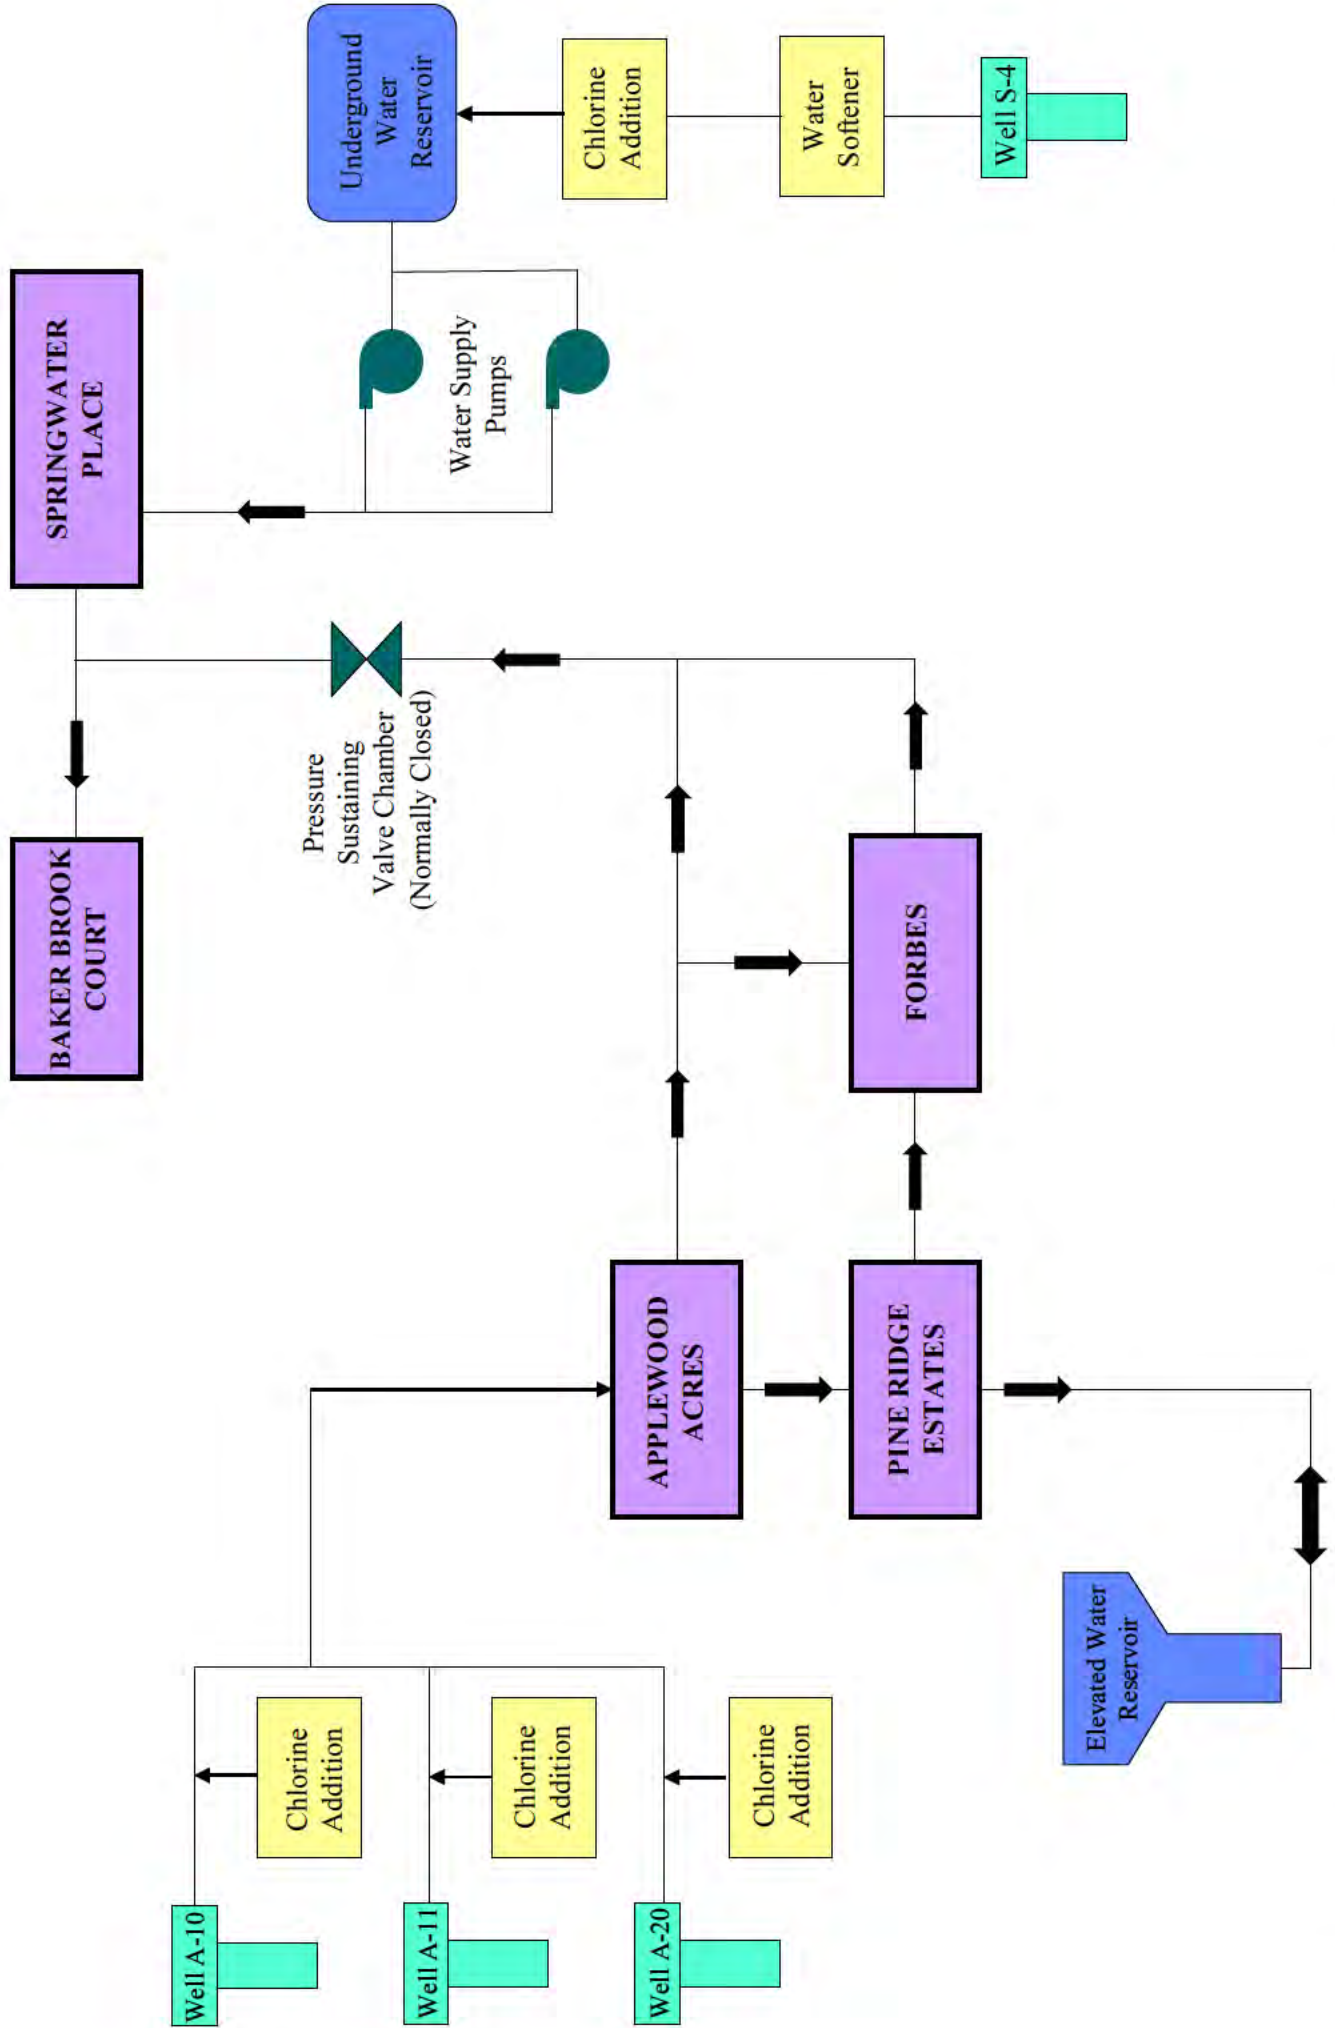 Well A-10
Chlorine
Addition
Well A-11
Chlorine
Addition
Well A-20
Chlorine
Addition
Elevated Water
Reservoir
APPLEWOOD
ACRES
PINE RIDGE
ESTATES
FORBES
BAKER BROOK
COURT
Pressure
Sustaining
Valve Chamber
(Normally Closed)
SPRINGWATER
PLACE
Water Supply
Pumps
Underground
Water
Reservoir
Chlorine
Addition
Water
Softener
Well S-4